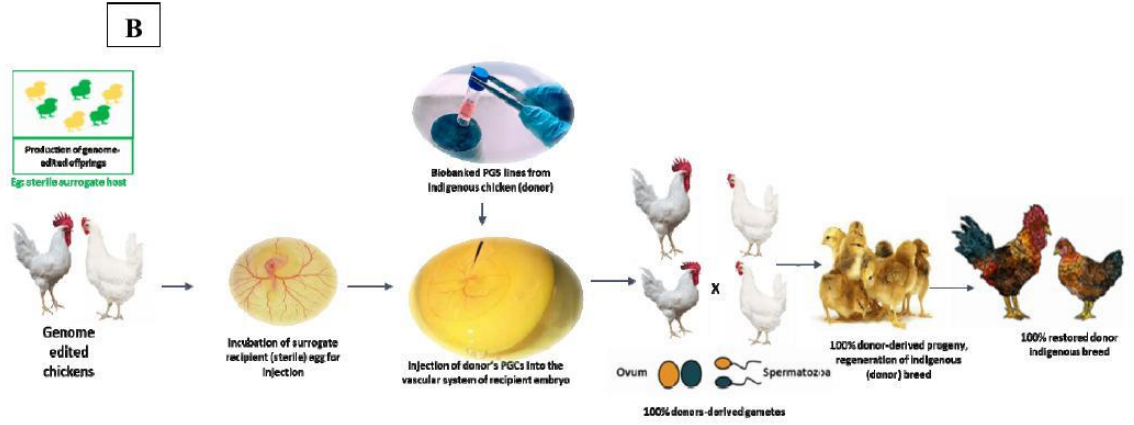 B
Production of genome-
edited offprings
Eg: sterile surrogate host
Genome
edited
chickens
Incubation of surrogate
recipient (sterile) egg for
injection
Biobanked PGS lines from
indigenous chicken (donor)
Injection of donor's PGCs into the
vascular system of recipient embryo
X
Ovum
Spermatozoa
100% donors-derived gametes
100% donor-derived progeny,
regeneration of indigenous
(donor) breed
100% restored donor
indigenous breed